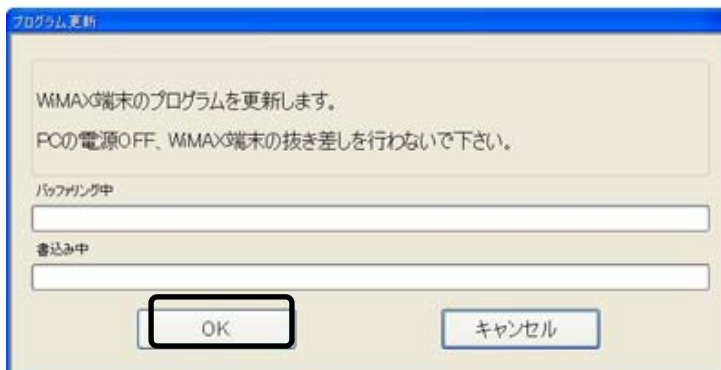 プログラム更新
WiMAX端末のプログラムを更新します。
PCの電源OFF、WiMAX端末の抜き差しを行わないで下さい。
バッファリング中
書込み中
OK
キャンセル